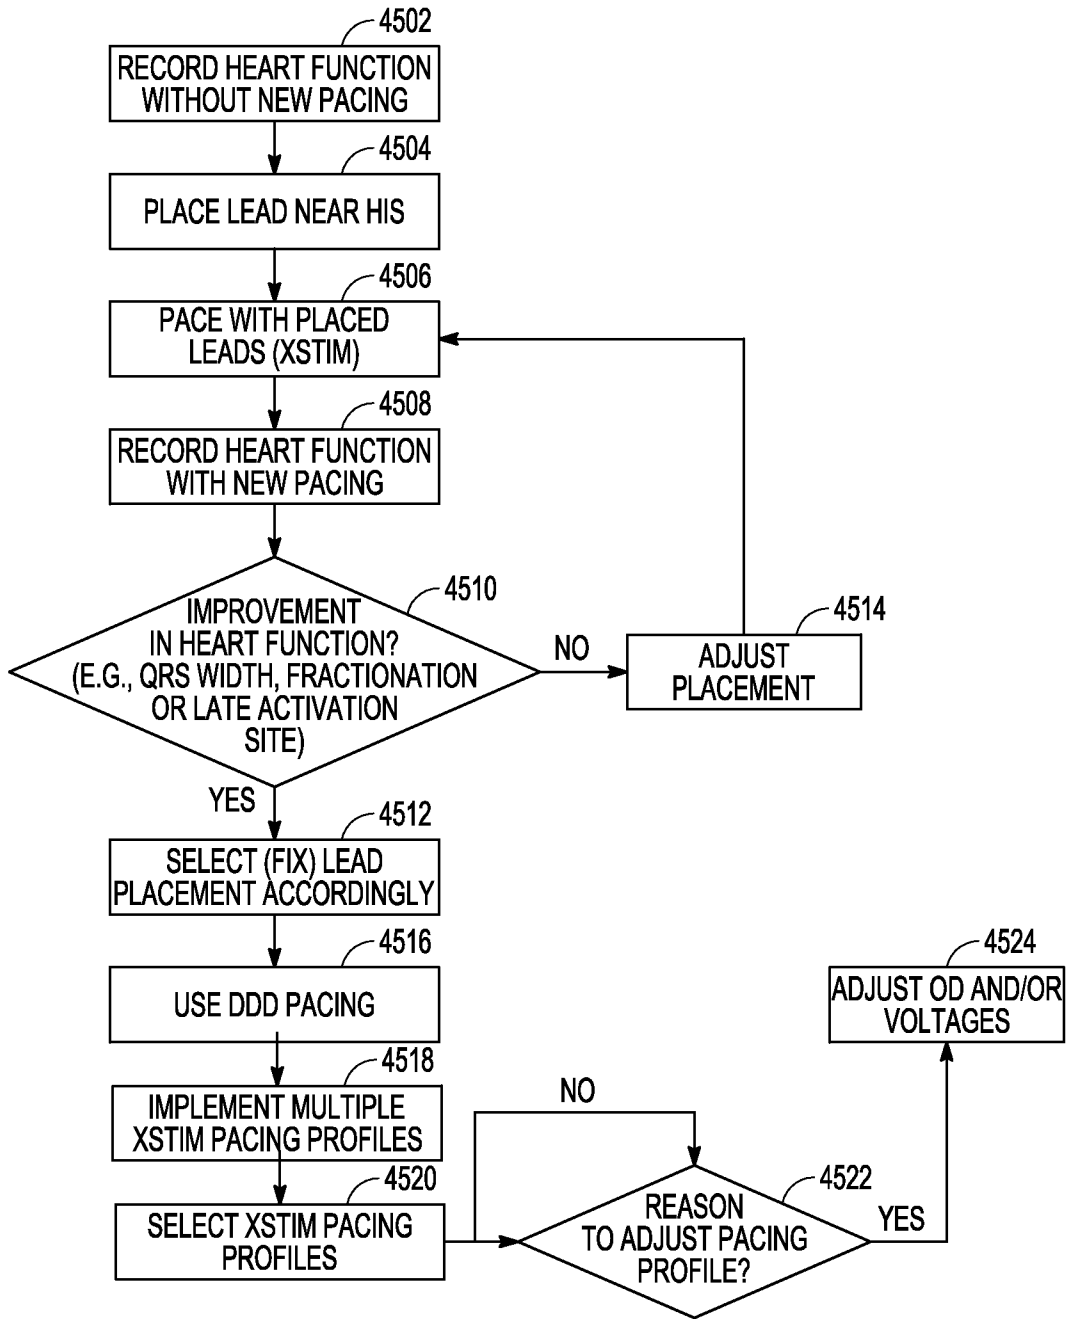 4502
RECORD HEART FUNCTION
WITHOUT NEW PACING
4504
PLACE LEAD NEAR HIS
4506
PACE WITH PLACED
LEADS (XSTIM)
4508
RECORD HEART FUNCTION
WITH NEW PACING
4510
IMPROVEMENT
IN HEART FUNCTION?
(E.G., QRS WIDTH, FRACTIONATION
OR LATE ACTIVATION
SITE)
NO
4514
ADJUST
PLACEMENT
YES
4512
SELECT (FIX) LEAD
PLACEMENT ACCORDINGLY
4516
USE DDD PACING
4518
IMPLEMENT MULTIPLE
XSTIM PACING PROFILES
4520
SELECT XSTIM PACING
PROFILES
NO
4522
REASON
TO ADJUST PACING
PROFILE?
YES
4524
ADJUST OD AND/OR
VOLTAGES